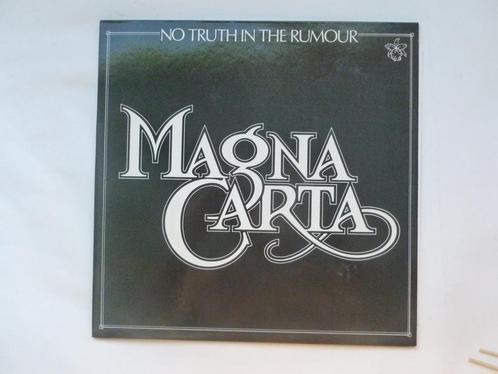 NO TRUTH IN THE RUMOUR
MAGNA
CARTA